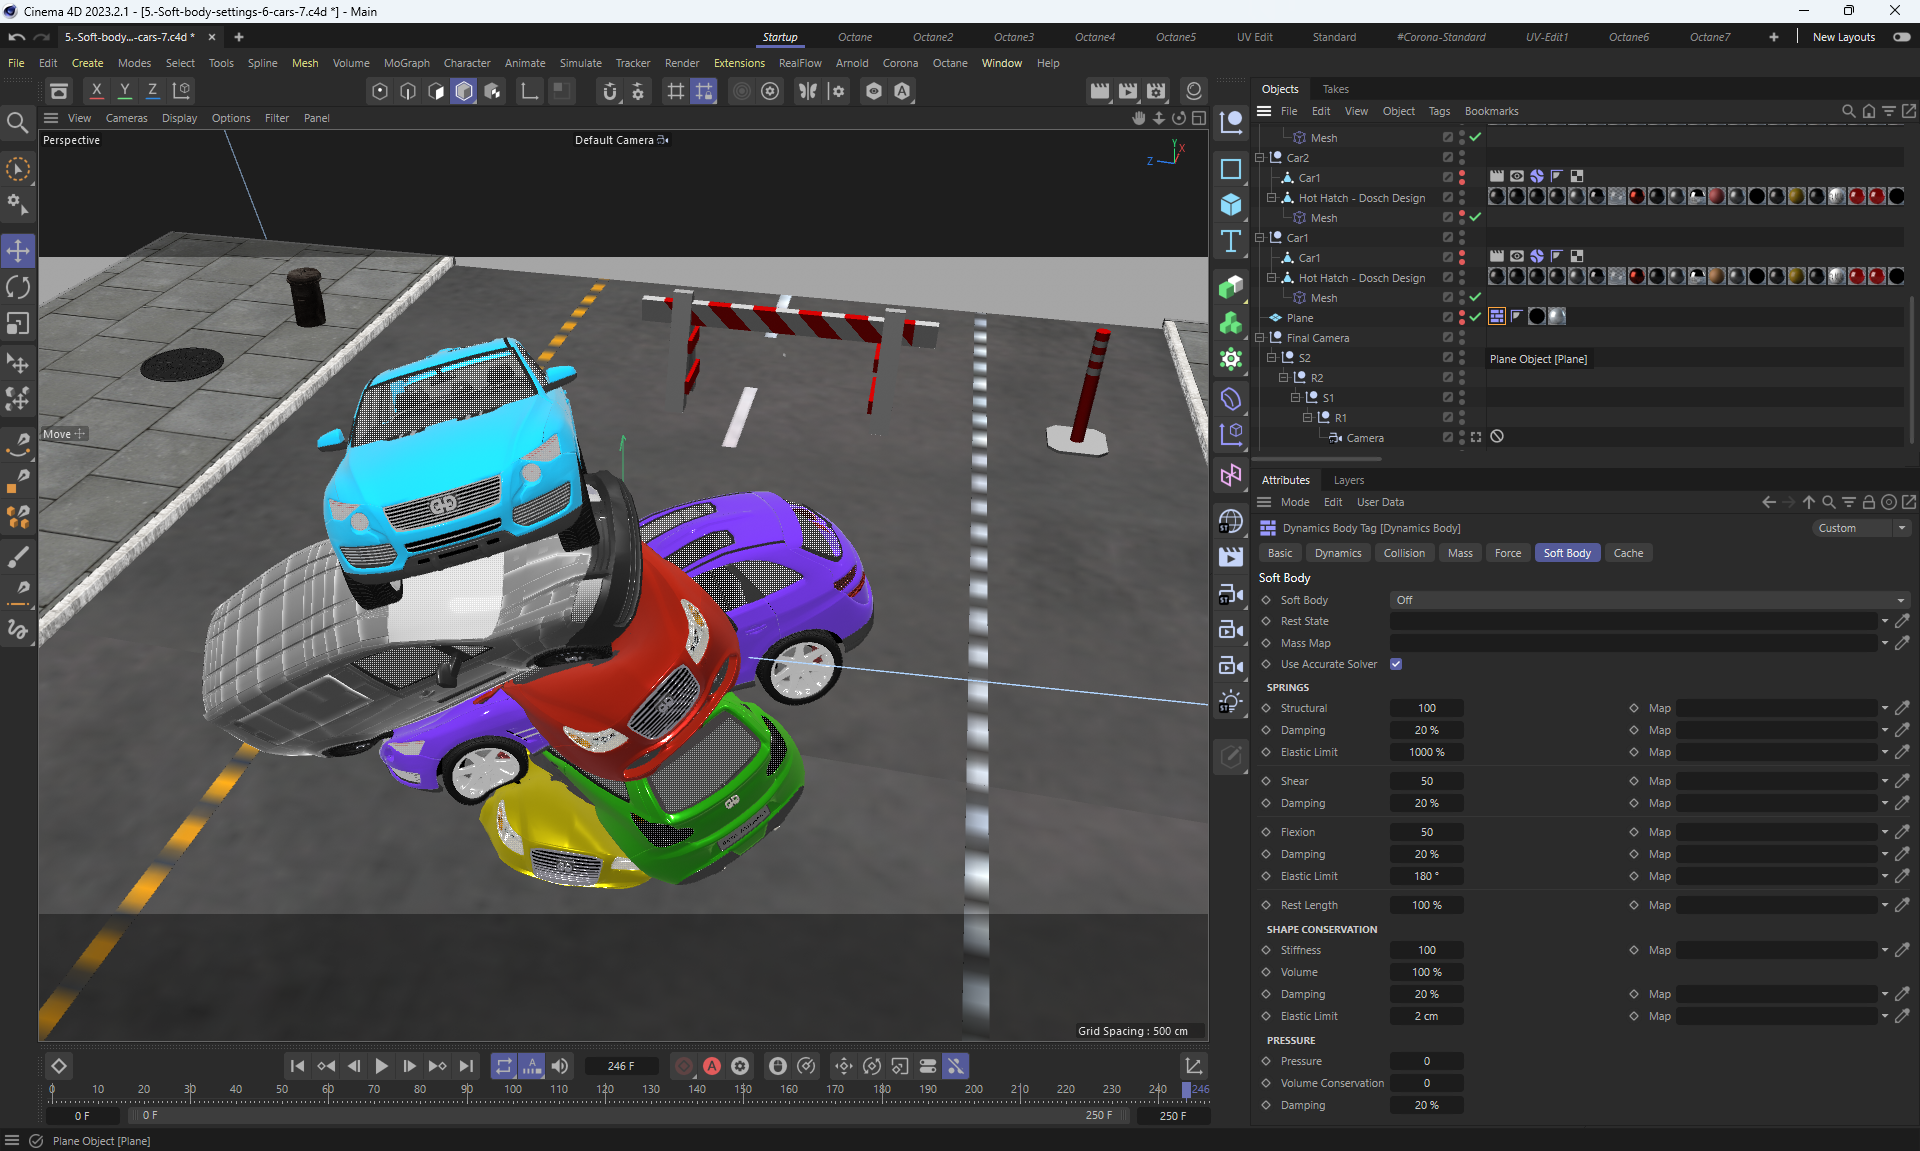 Cinema 4D 2023.2.1 - [5.-Soft-body-settings-6-cars-7.c4d *] - Main
5.-Soft-body...-cars-7.c4d *
Startup Octane Octane2 Octane3 Octane4 Octane5 UV Edit Standard #Corona-Standard UV-Edit1 Octane6 Octane7 New Layouts
File Edit Create Modes Select Tools Spline Mesh Volume MoGraph Character Animate Simulate Tracker Render Extensions RealFlow Arnold Corona Octane Window Help
X Y Z
View Cameras Display Options Filter Panel
Perspective
Default Camera
Y X Z
Move
Grid Spacing : 500 cm
Objects Takes
File Edit View Object Tags Bookmarks
Mesh
Car2
Car1
Hot Hatch - Dosch Design
Mesh
Car1
Car1
Hot Hatch - Dosch Design
Mesh
Plane
Final Camera
S2
Plane Object [Plane]
R2
S1
R1
Camera
Attributes Layers
Mode Edit User Data
Dynamics Body Tag [Dynamics Body]
Custom
Basic Dynamics Collision Mass Force Soft Body Cache
Soft Body
Soft Body Off
Rest State
Mass Map
Use Accurate Solver
SPRINGS
Structural 100 Map
Damping 20 % Map
Elastic Limit 1000 % Map
Shear 50 Map
Damping 20 % Map
Flexion 50 Map
Damping 20 % Map
Elastic Limit 180 ° Map
Rest Length 100 % Map
SHAPE CONSERVATION
Stiffness 100 Map
Volume 100 %
Damping 20 % Map
Elastic Limit 2 cm Map
PRESSURE
Pressure 0
Volume Conservation 0
Damping 20 %
246 F
0 10 20 30 40 50 60 70 80 90 100 110 120 130 140 150 160 170 180 190 200 210 220 230 240 246
0 F 0 F 250 F 250 F
Plane Object [Plane]